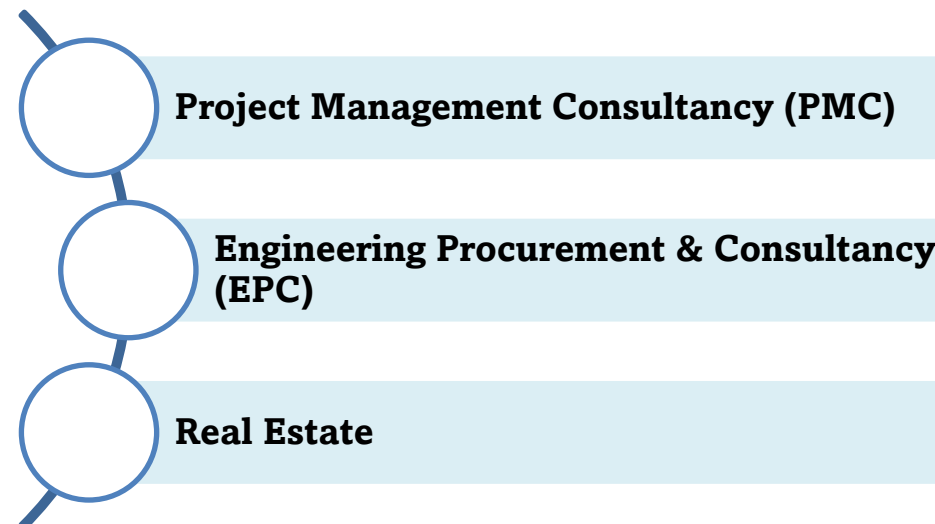 Project Management Consultancy (PMC)
Engineering Procurement & Consultancy
(EPC)
Real Estate